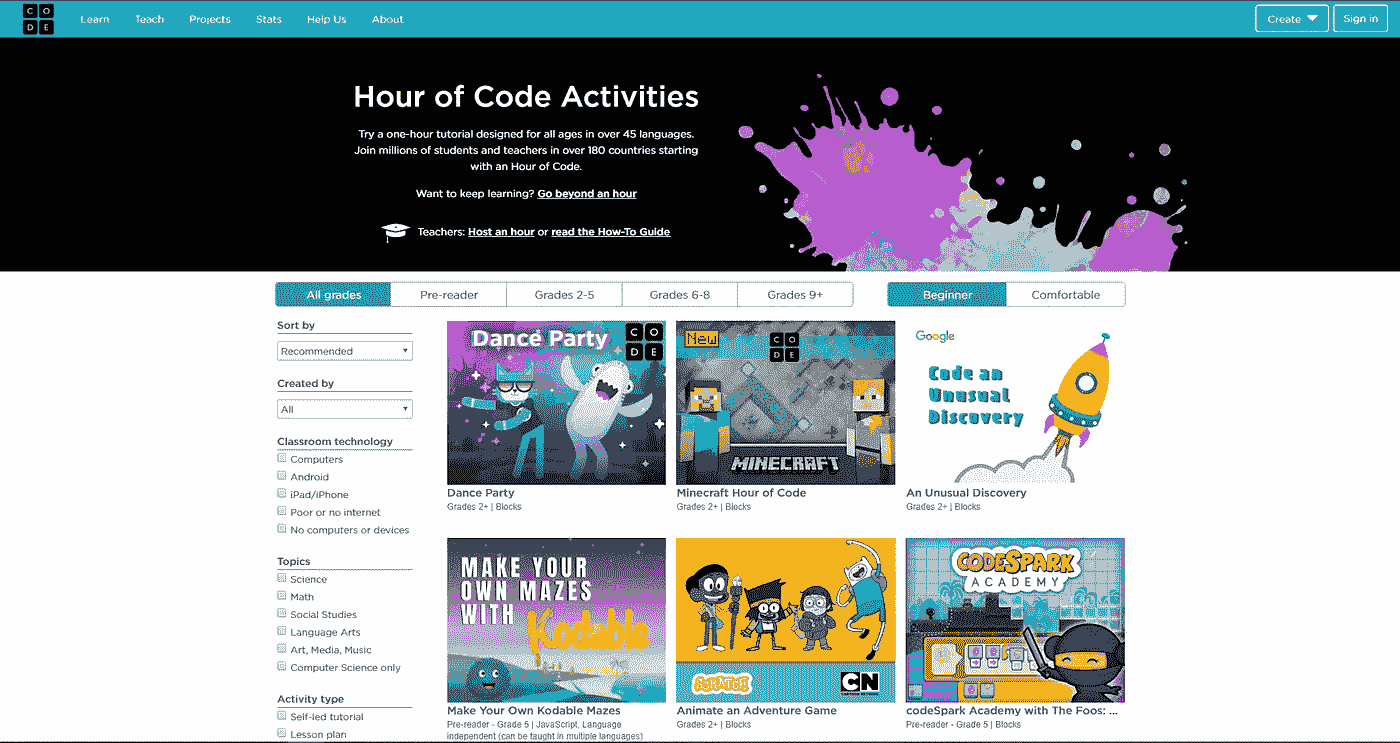 CODE
Learn Teach Projects Stats Help Us About Create Sign in
Hour of Code Activities
Try a one-hour tutorial designed for all ages in over 45 languages.
Join millions of students and teachers in over 180 countries starting
with an Hour of Code.
Want to keep learning? Go beyond an hour
Teachers: Host an hour or read the How-To Guide
All grades Pre-reader Grades 2-5 Grades 6-8 Grades 9+ Beginner Comfortable
Sort by
Recommended
Created by
All
Classroom technology
Computers
Android
iPad/iPhone
Poor or no internet
No computers or devices
Topics
Science
Math
Social Studies
Language Arts
Art, Media, Music
Computer Science only
Activity type
Self-led tutorial
Lesson plan
Dance Party
CODE
Dance Party
Grades 2+ | Blocks
New
CODE
MINECRAFT
Minecraft Hour of Code
Grades 2+ | Blocks
Google
Code an
Unusual
Discovery
An Unusual Discovery
Grades 2+ | Blocks
MAKE YOUR
OWN MAZES
WITH Kodable
Make Your Own Kodable Mazes
Pre-reader - Grade 5 | JavaScript, Language
independent (can be taught in multiple languages)
SCRATCH
CN
CARTOON NETWORK
Animate an Adventure Game
Grades 2+ | Blocks
CODESPARK
ACADEMY
codeSpark Academy with The Foos: ...
Pre-reader - Grade 5 | Blocks